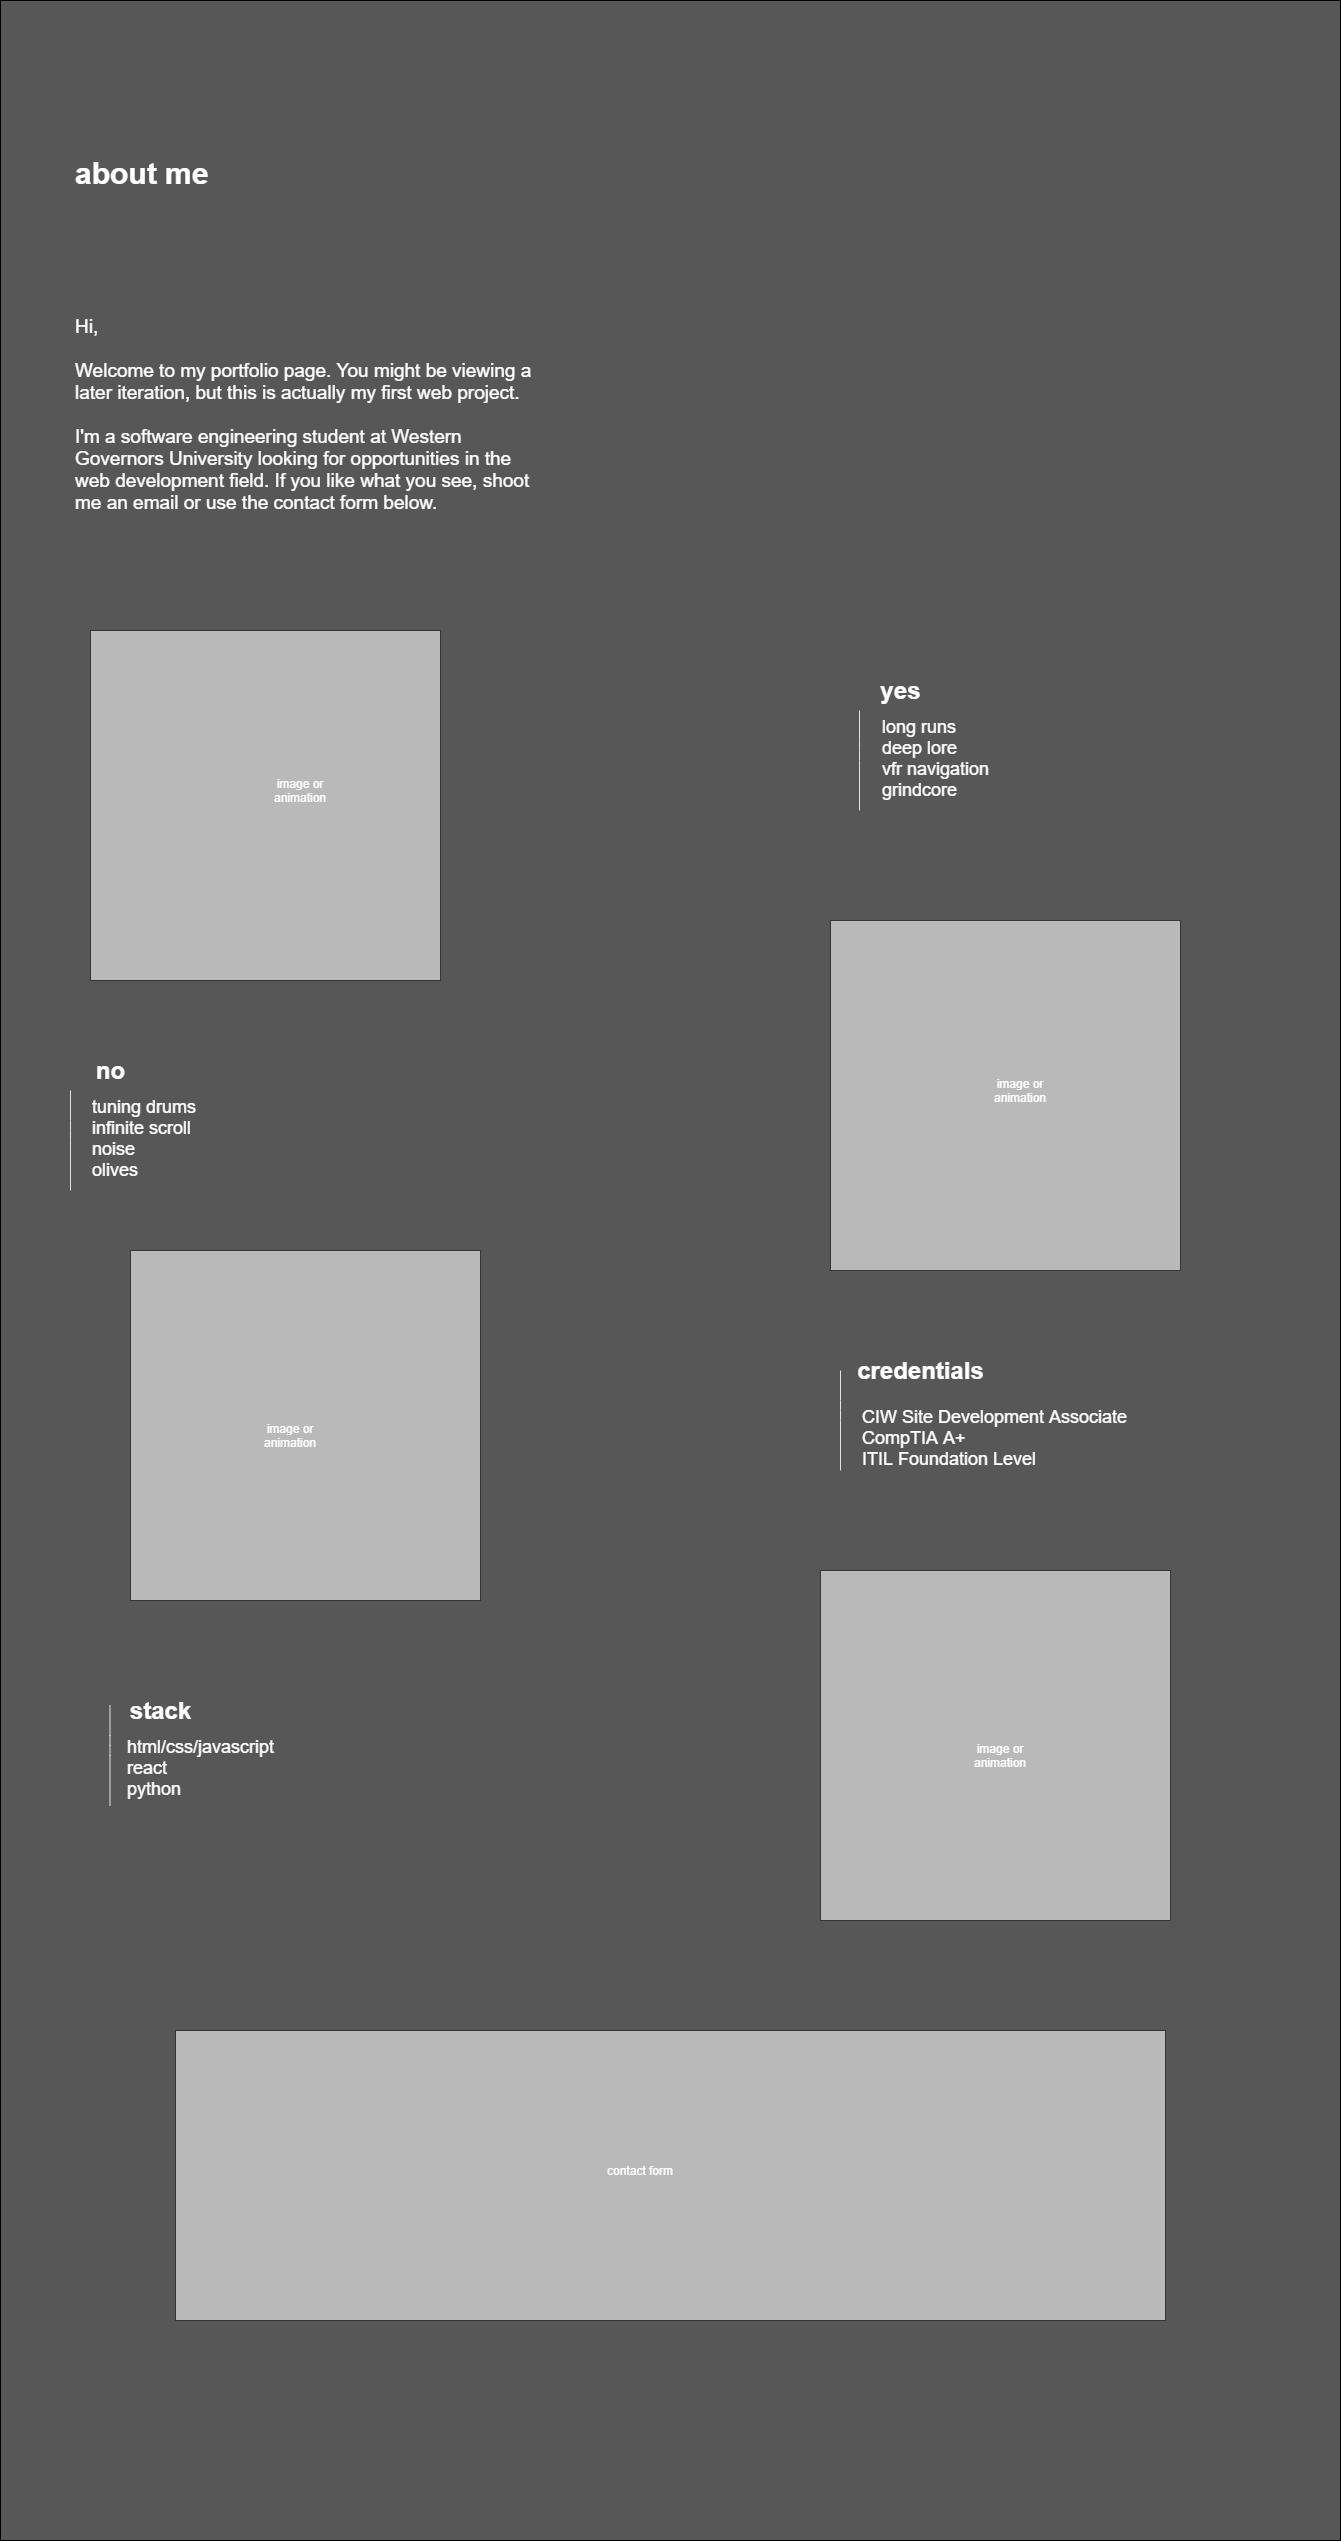 about me
Hi,
Welcome to my portfolio page. You might be viewing a
later iteration, but this is actually my first web project.
I'm a software engineering student at Western
Governors University looking for opportunities in the
web development field. If you like what you see, shoot
me an email or use the contact form below.
image or
animation
yes
long runs
deep lore
vfr navigation
grindcore
no
tuning drums
infinite scroll
noise
olives
image or
animation
image or
animation
credentials
CIW Site Development Associate
CompTIA A+
ITIL Foundation Level
stack
html/css/javascript
react
python
image or
animation
contact form